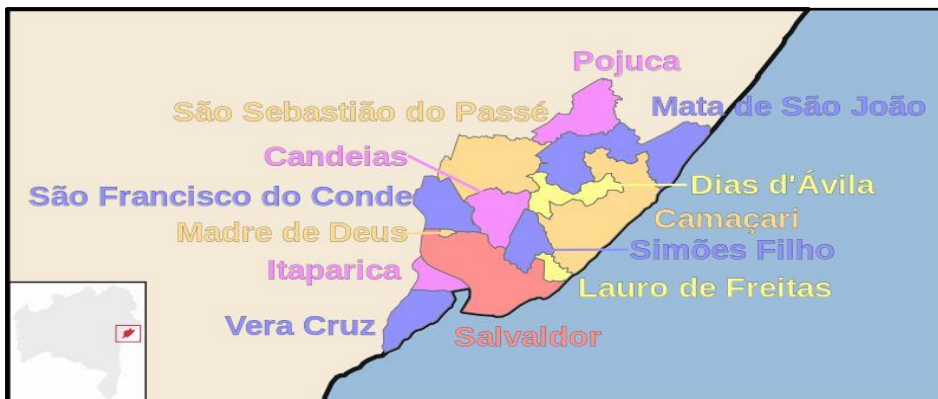 Pojuca
São Sebastião do Passé
Mata de São João
Candeias
São Francisco do Conde
Dias d'Ávila
Madre de Deus
Camaçari
Simões Filho
Itaparica
Lauro de Freitas
Vera Cruz
Salvaldor